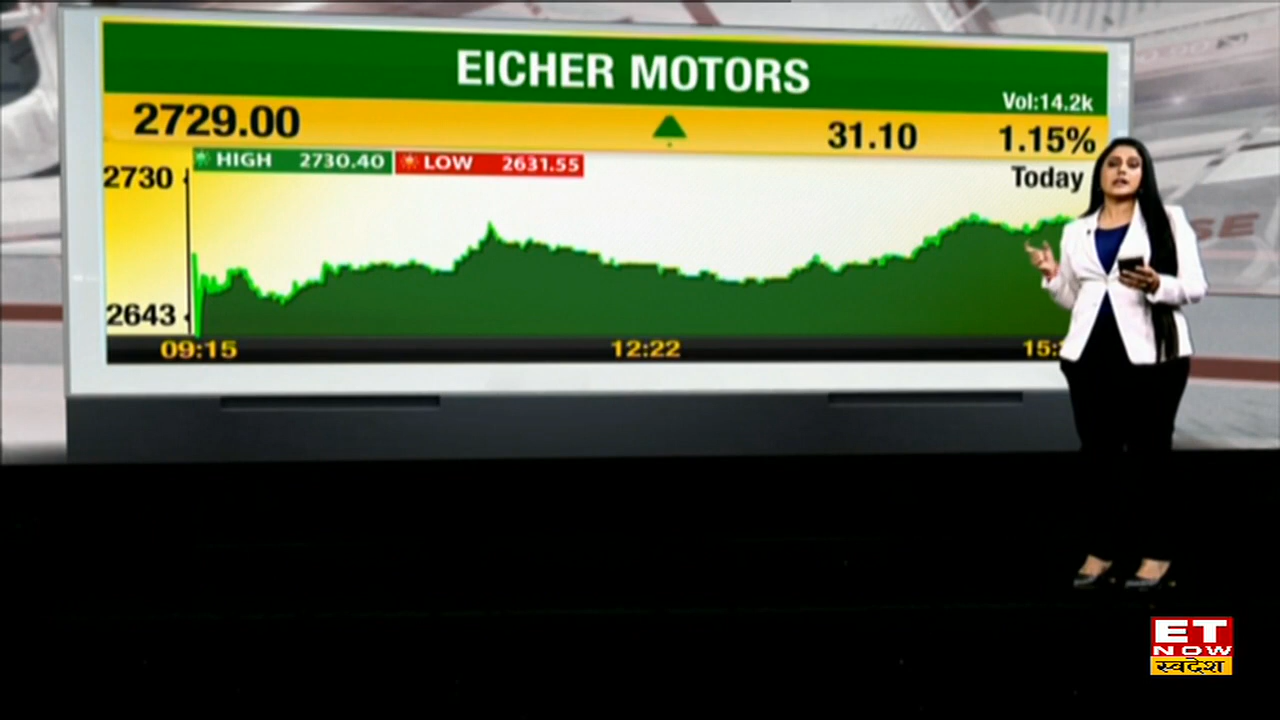 EICHER MOTORS
Vol:14.2k
2729.00 31.10 1.15%
HIGH 2730.40 LOW 2631.55
2730
Today
2643
09:15 12:22
ET
NOW
स्वदेश